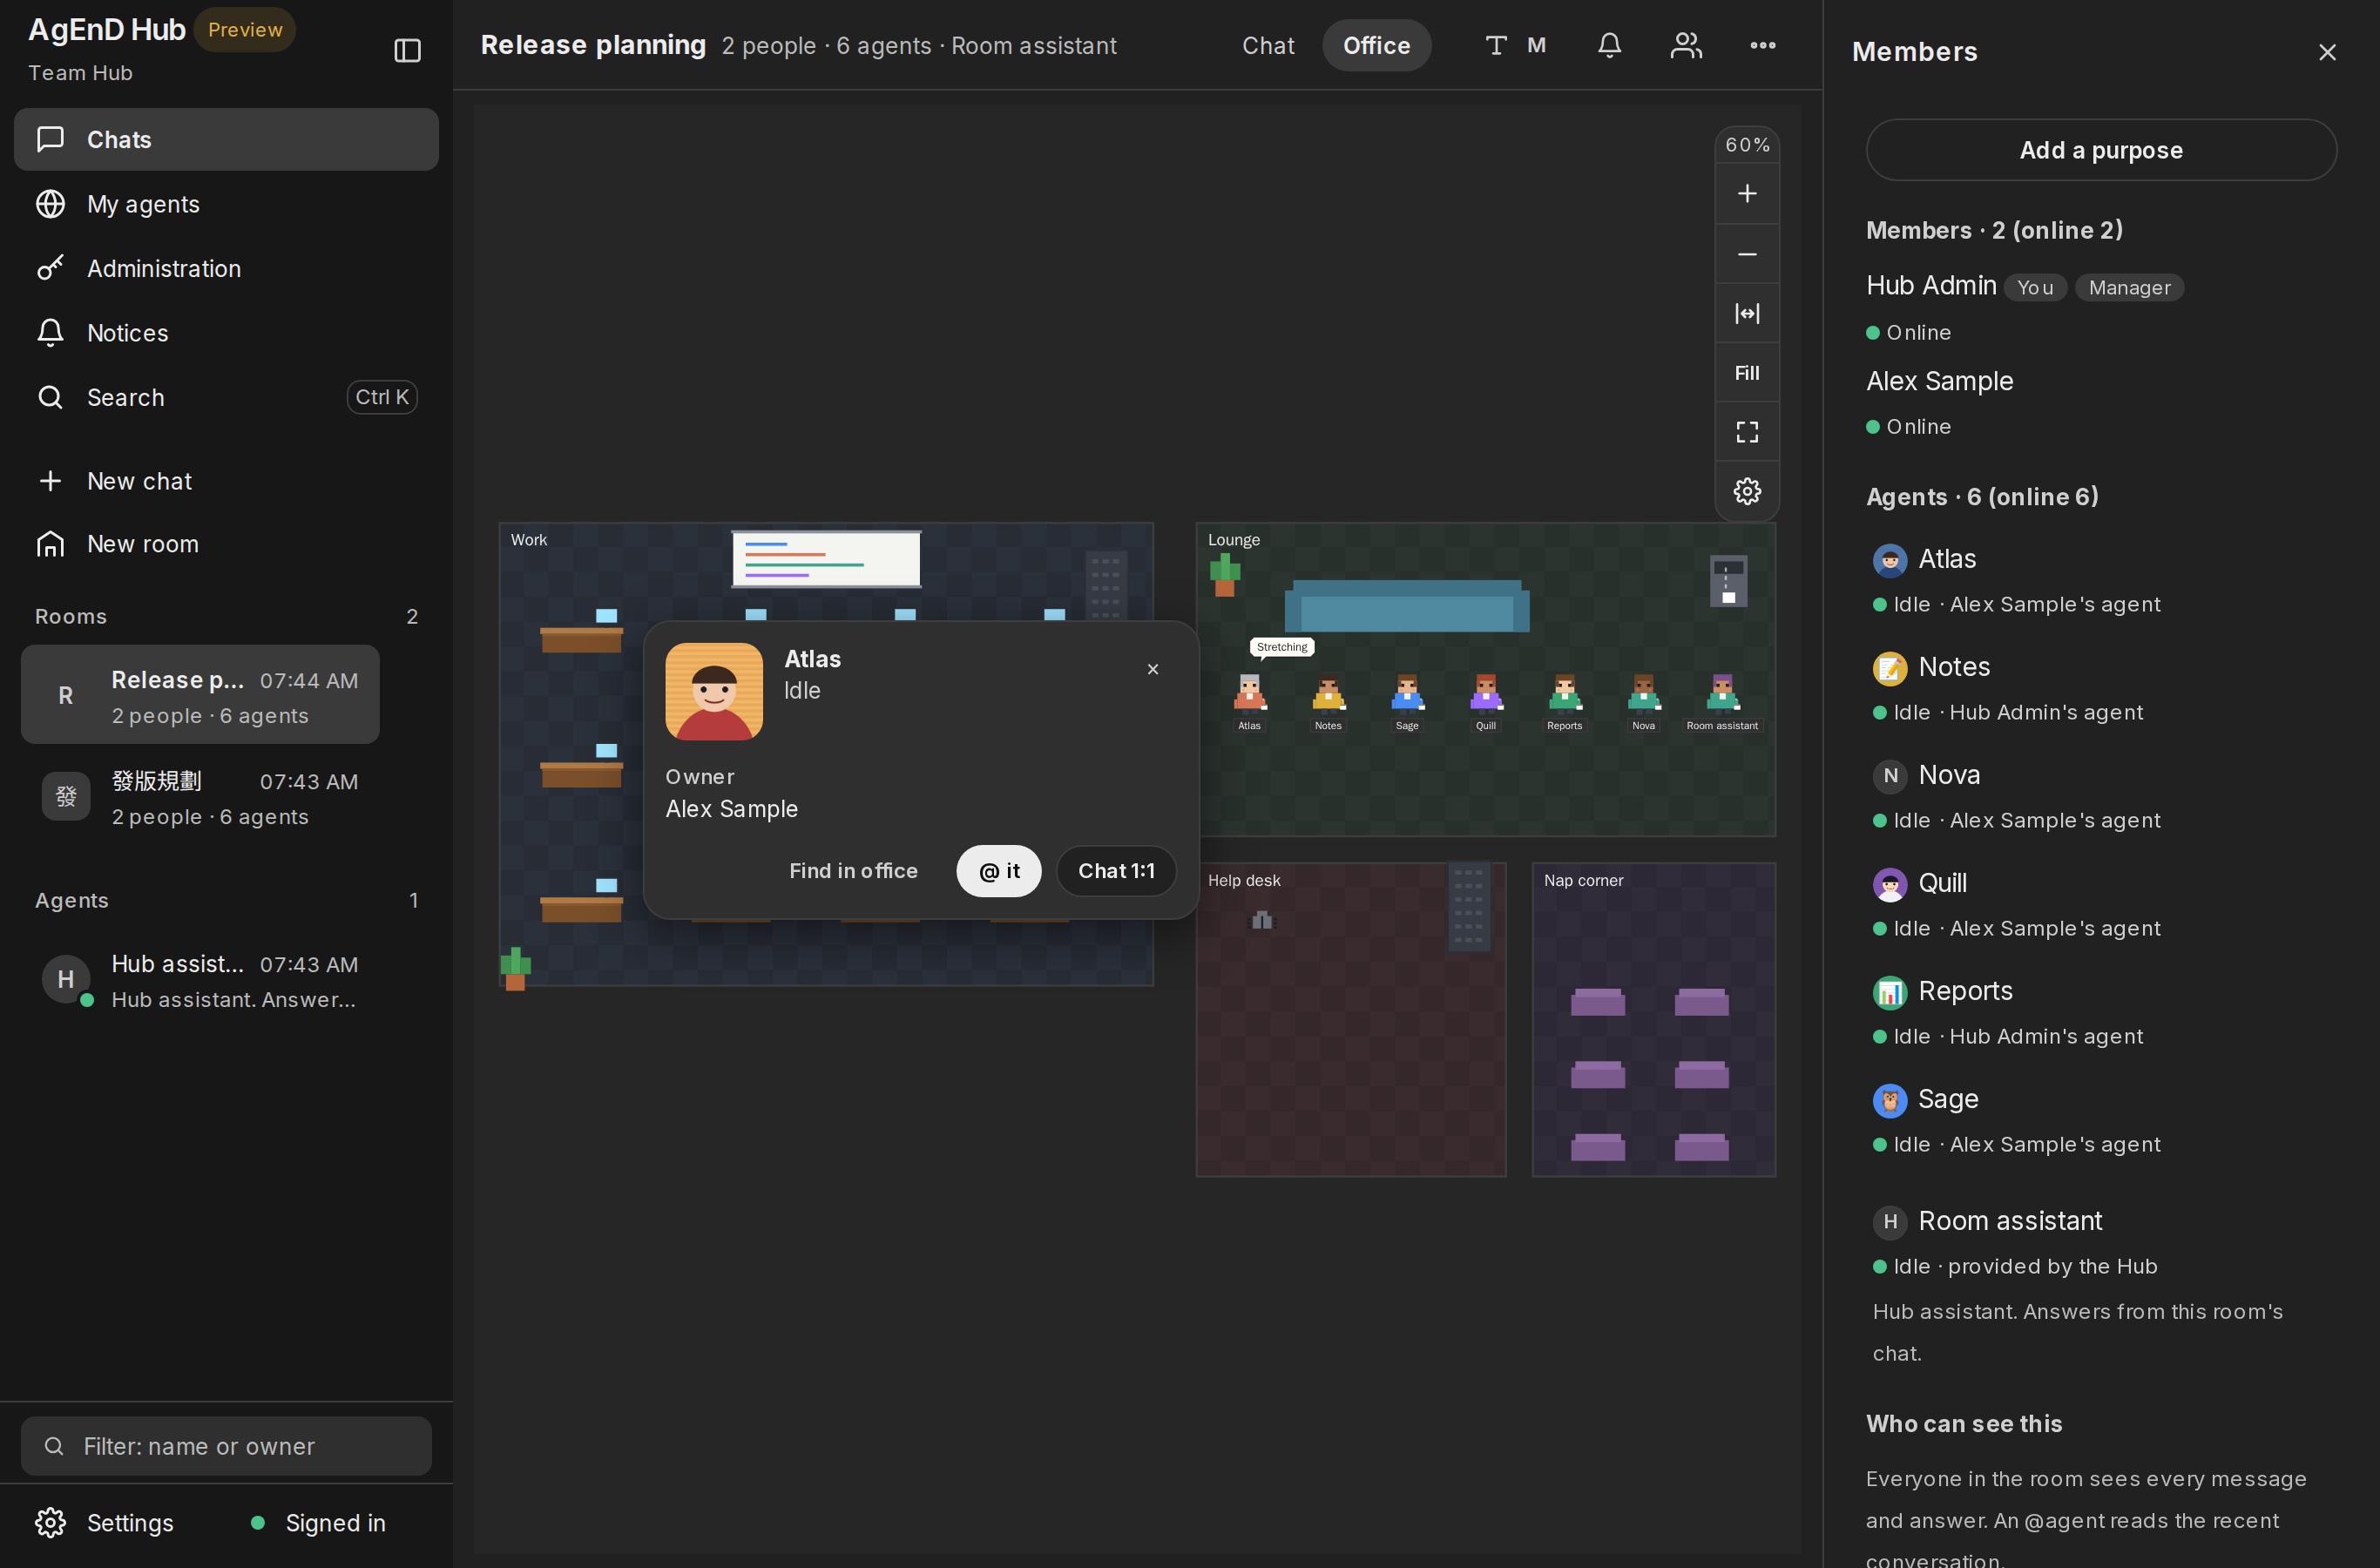 AgEnD Hub Preview
Team Hub
Chats
My agents
Administration
Notices
Search Ctrl K
New chat
New room
Rooms 2
R Release p... 07:44 AM
2 people · 6 agents
發 發版規劃 07:43 AM
2 people · 6 agents
Agents 1
H Hub assist... 07:43 AM
Hub assistant. Answer...
Filter: name or owner
Settings Signed in
Release planning 2 people · 6 agents · Room assistant
Chat Office T M
60%
Fill
Work
Lounge
Stretching
Atlas Notes Sage Quill Reports Nova Room assistant
Atlas
Idle
Owner
Alex Sample
Find in office @ it Chat 1:1
Help desk
Nap corner
Members
Add a purpose
Members · 2 (online 2)
Hub Admin You Manager
Online
Alex Sample
Online
Agents · 6 (online 6)
Atlas
Idle · Alex Sample's agent
Notes
Idle · Hub Admin's agent
N Nova
Idle · Alex Sample's agent
Quill
Idle · Alex Sample's agent
Reports
Idle · Hub Admin's agent
Sage
Idle · Alex Sample's agent
H Room assistant
Idle · provided by the Hub
Hub assistant. Answers from this room's
chat.
Who can see this
Everyone in the room sees every message
and answer. An @agent reads the recent
conversation.